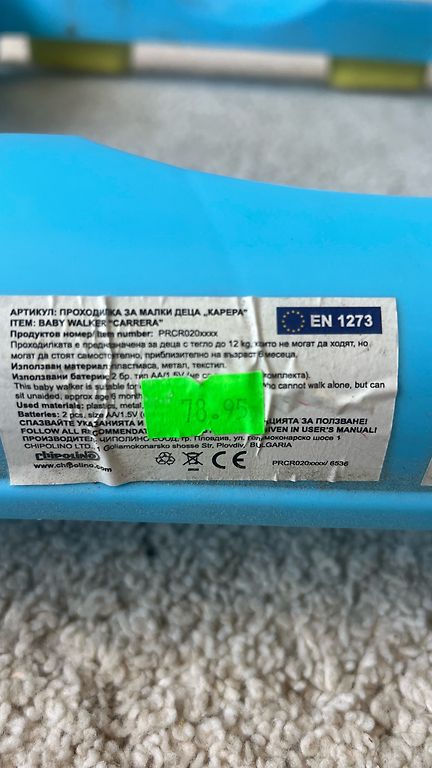 АРТИКУЛ: ПРОХОДИЛКА ЗА МАЛКИ ДЕЦА „КАРЕРА"
ITEM: BABY WALKER "CARRERA"
EN 1273
Продуктов номер/ Item number: PRCR020xxxx
Проходилката е предназначена за деца с тегло до 12 kg, които не могат да ходят, но
могат да стоят самостоятелно, приблизително на възраст 6 месеца.
Използван материал: пластмаса, метал, текстил.
Използвани батерии: 2 бр. тип AA/1.5V (не
комплекта).
This baby walker is suitable for
who cannot walk alone, but can
sit unaided, approx age 6 months
Used materials: plastics, metal,
Batteries: 2 pcs, size AA/1.5V
79.95
СПАЗВАЙТЕ УКАЗАНИЯТА И
ЗА ПОЛЗВАНЕ!
FOLLOW ALL
IN USER'S MANUAL!
ПРОИЗВОДИТЕЛ: ЧИПОЛИНО ЕООД, гр. Пловдив, ул. Голямоконарско шосе 1
CHIPOLINO LTD., 1 Goliamokonarsko shosse Str, Plovdiv, BULGARIA
chipolino
www.chipolino.com
CE
PRCR020xxxx/ 6536